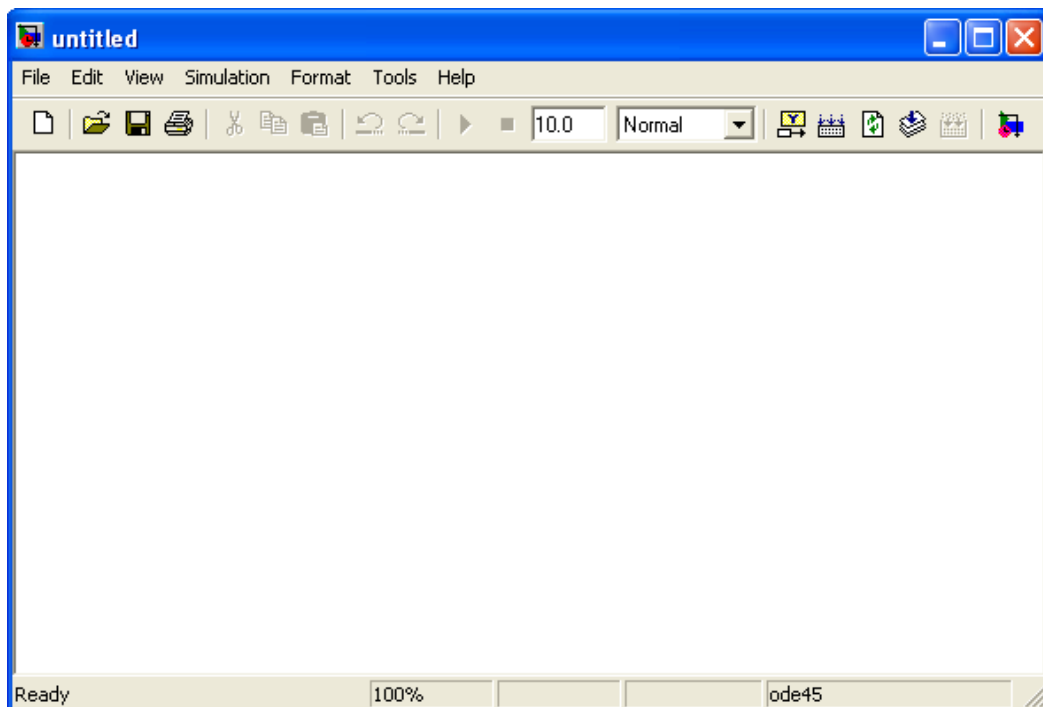 untitled
File Edit View Simulation Format Tools Help
10.0 Normal
Ready 100% ode45